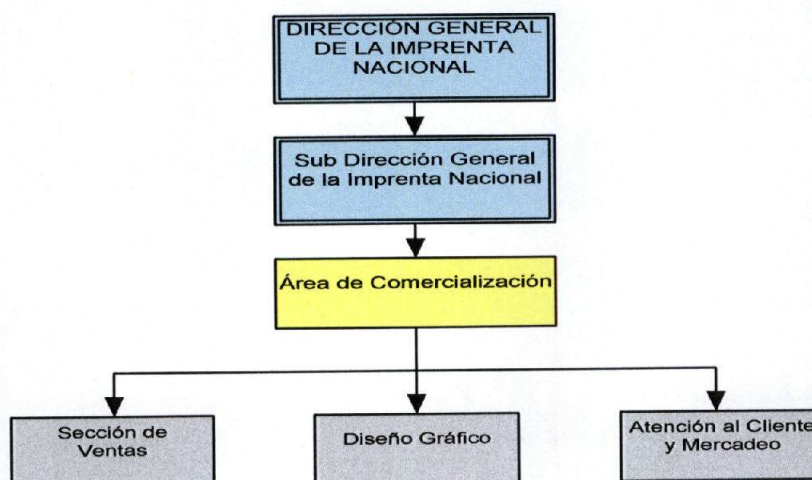 DIRECCIÓN GENERAL
DE LA IMPRENTA
NACIONAL
Sub Dirección General
de la Imprenta Nacional
Área de Comercialización
Sección de
Ventas
Diseño Gráfico
Atención al Cliente
y Mercadeo